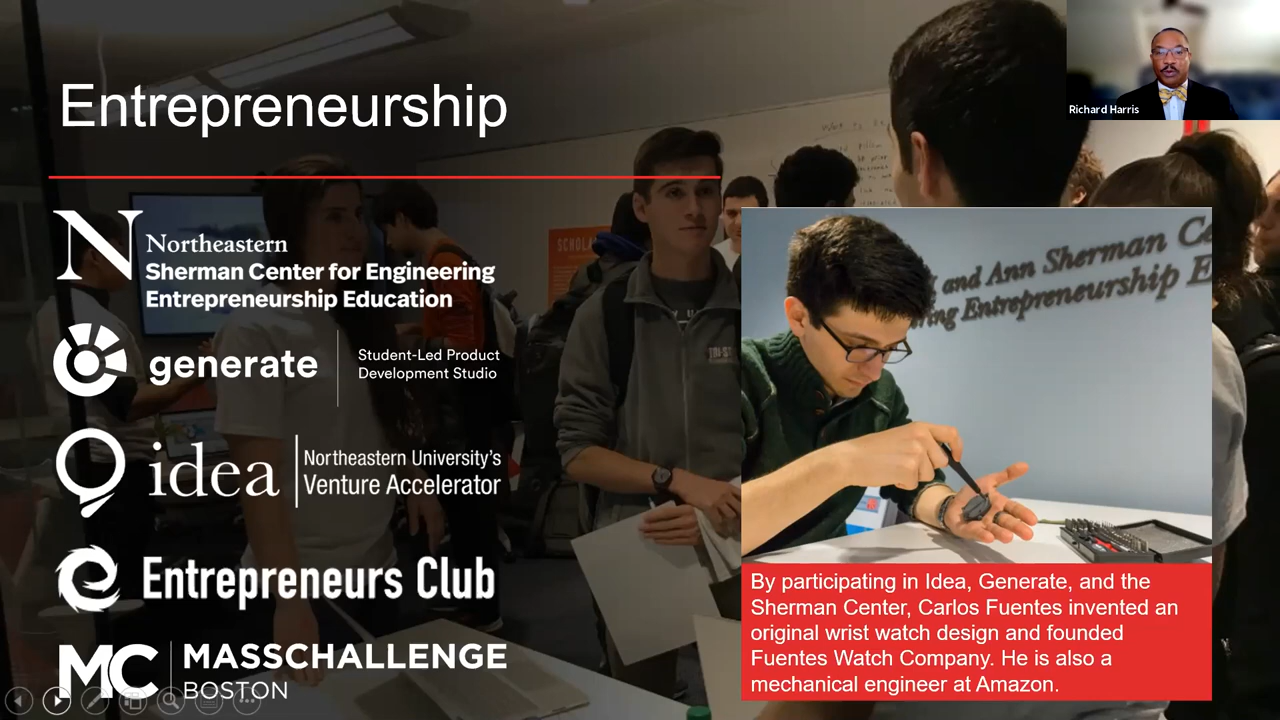 Entrepreneurship
Richard Harris
N Northeastern
Sherman Center for Engineering
Entrepreneurship Education
generate
Student-Led Product
Development Studio
idea
Northeastern University's
Venture Accelerator
Entrepreneurs Club
MC MASSCHALLENGE
BOSTON
and Ann Sherman
Entrepreneurship E
By participating in Idea, Generate, and the
Sherman Center, Carlos Fuentes invented an
original wrist watch design and founded
Fuentes Watch Company. He is also a
mechanical engineer at Amazon.